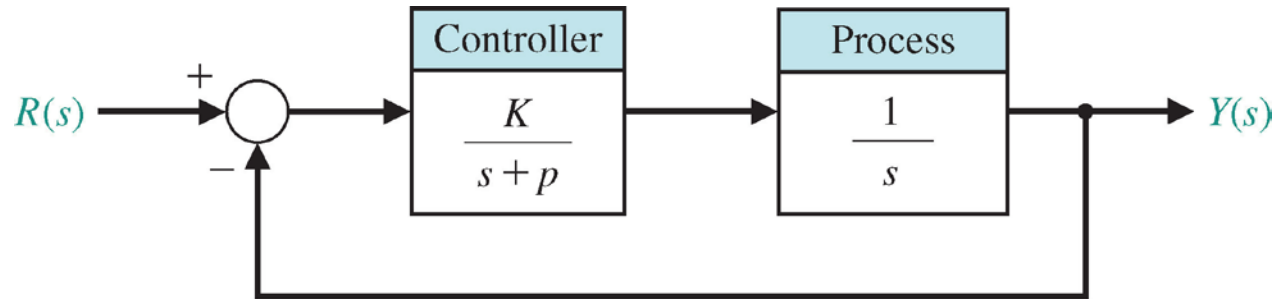 Controller
Process
+
R(s)
K
s + p
1
s
Y(s)
−